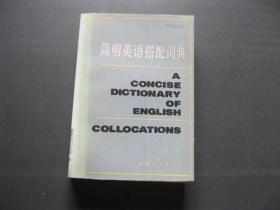 简明英语搭配词典
A
CONCISE
DICTIONARY
OF
ENGLISH
COLLOCATIONS